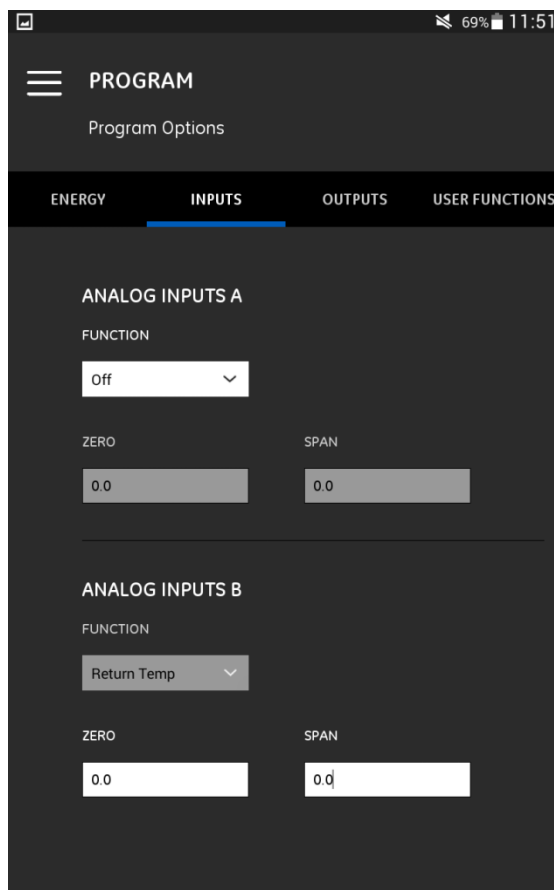 69% 11:51
PROGRAM
Program Options
ENERGY INPUTS OUTPUTS USER FUNCTIONS
ANALOG INPUTS A
FUNCTION
Off
ZERO SPAN
0.0 0.0
ANALOG INPUTS B
FUNCTION
Return Temp
ZERO SPAN
0.0 0.0